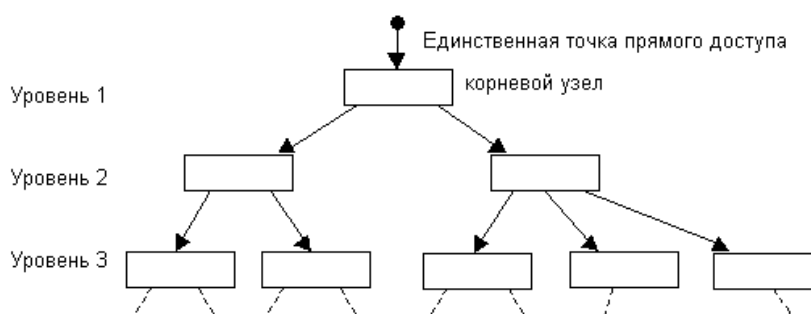 Единственная точка прямого доступа
корневой узел
Уровень 1
Уровень 2
Уровень 3